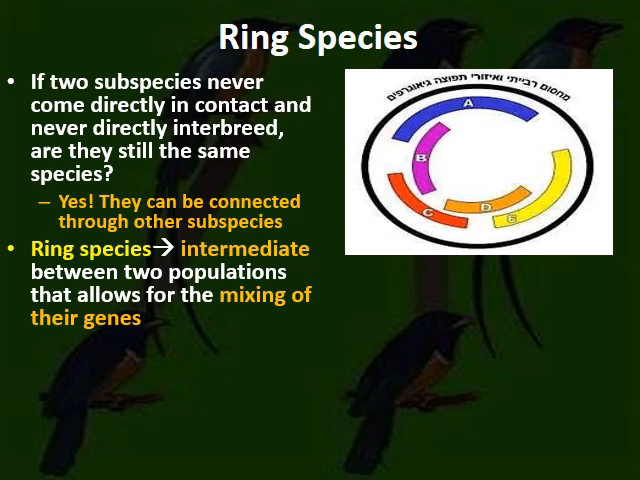 Ring Species
• If two subspecies never
come directly in contact and
never directly interbreed,
are they still the same
species?
– Yes! They can be connected
through other subspecies
• Ring species→ intermediate
between two populations
that allows for the mixing of
their genes
מחסום רבייתי ואיזורי תפוצה גיאוגרפים
A
B
C
D
E